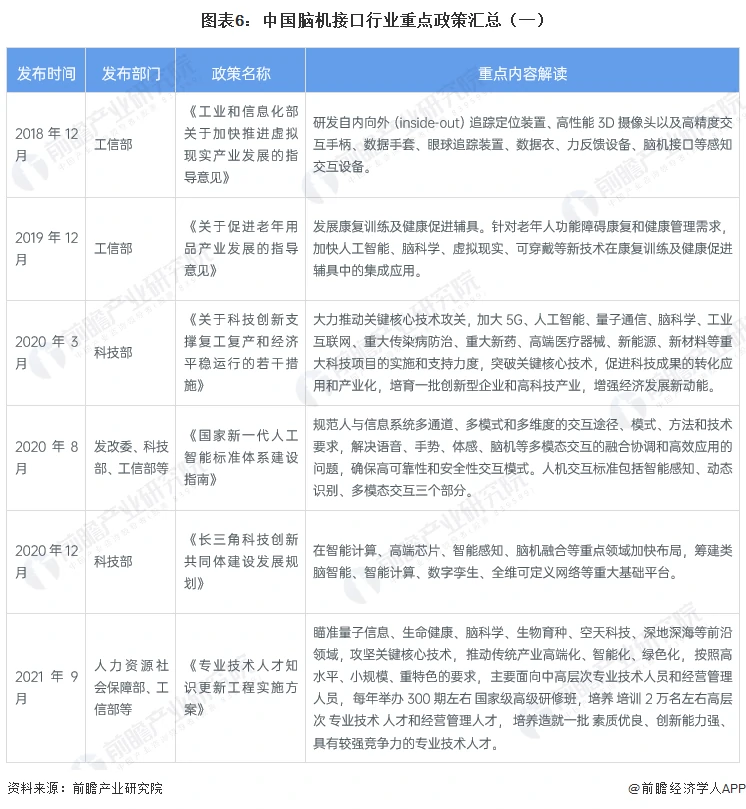 图表6：中国脑机接口行业重点政策汇总（一）
发布时间 发布部门 政策名称 重点内容解读
2018 年 12
月
工信部
《工业和信息化部
关于加快推进虚拟
现实产业发展的指
导意见》
研发自内向外（inside-out）追踪定位装置、高性能 3D 摄像头以及高精度交
互手柄、数据手套、眼球追踪装置、数据衣、力反馈设备、脑机接口等感知
交互设备。
2019 年 12
月
工信部
《关于促进老年用
品产业发展的指导
意见》
发展康复训练及健康促进辅具。针对老年人功能障碍康复和健康管理需求，
加快人工智能、脑科学、虚拟现实、可穿戴等新技术在康复训练及健康促进
辅具中的集成应用。
2020 年 3
月
科技部
《关于科技创新支
撑复工复产和经济
平稳运行的若干措
施》
大力推动关键核心技术攻关，加大 5G、人工智能、量子通信、脑科学、工业
互联网、重大传染病防治、重大新药、高端医疗器械、新能源、新材料等重
大科技项目的实施和支持力度，突破关键核心技术，促进科技成果的转化应
用和产业化，培育一批创新型企业和高科技产业，增强经济发展新动能。
2020 年 8
月
发改委、科技
部、工信部等
《国家新一代人工
智能标准体系建设
指南》
规范人与信息系统多通道、多模式和多维度的交互途径、模式、方法和技术
要求，解决语音、手势、体感、脑机等多模态交互的融合协调和高效应用的
问题，确保高可靠性和安全性交互模式。人机交互标准包括智能感知、动态
识别、多模态交互三个部分。
2020 年12
月
科技部
《长三角科技创新
共同体建设发展规
划》
在智能计算、高端芯片、智能感知、脑机融合等重点领域加快布局，筹建类
脑智能、智能计算、数字孪生、全维可定义网络等重大基础平台。
2021 年 9
月
人力资源社
会保障部、工
信部等
《专业技术人才知
识更新工程实施方
案》
瞄准量子信息、生命健康、脑科学、生物育种、空天科技、深地深海等前沿
领域，攻坚关键核心技术，推动传统产业高端化、智能化、绿色化，按照高
水平、小规模、重特色的要求，主要面向中高层次专业技术人员和经营管理
人员，每年举办 300 期左右 国家级高级研修班，培养 培训 2 万名左右高层
次 专业技术 人才和经营管理人才， 培养造就一批 素质优良、创新能力强、
具有较强竞争力的专业技术人才。
资料来源：前瞻产业研究院 @前瞻经济学人APP
前瞻产业研究院